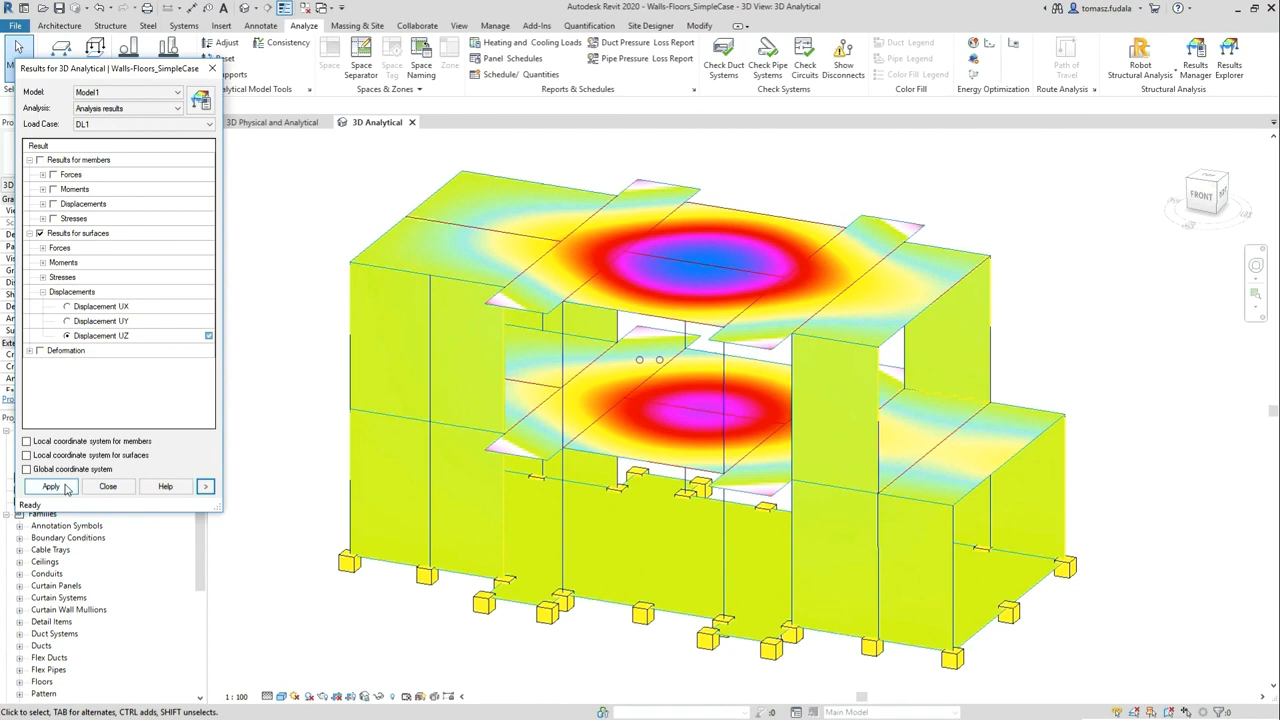 Autodesk Revit 2020 - Walls-Floors_SimpleCase - 3D View: 3D Analytical
tomasz.fudala
File
Architecture
Structure
Steel
Systems
Insert
Annotate
Analyze
Massing & Site
Collaborate
View
Manage
Add-Ins
Quantification
Site Designer
Modify
Adjust
Consistency
Space
Space Separator
Space Tag
Space Naming
Zone
Heating and Cooling Loads
Panel Schedules
Schedule/ Quantities
Duct Pressure Loss Report
Pipe Pressure Loss Report
Check Duct Systems
Check Pipe Systems
Check Circuits
Show Disconnects
Duct Legend
Pipe Legend
Color Fill Legend
Path of Travel
Robot Structural Analysis
Results Manager
Results Explorer
Spaces & Zones
Reports & Schedules
Check Systems
Energy Optimization
Route Analysis
Structural Analysis
Results for 3D Analytical | Walls-Floors_SimpleCase
Model: Model1
Analysis: Analysis results
Load Case: DL1
Result
Results for members
Forces
Moments
Displacements
Stresses
Results for surfaces
Forces
Moments
Stresses
Displacements
Displacement UX
Displacement UY
Displacement UZ
Deformation
Local coordinate system for members
Local coordinate system for surfaces
Global coordinate system
Apply
Close
Help
>
Ready
3D Physical and Analytical
3D Analytical
FRONT
Families
Annotation Symbols
Boundary Conditions
Cable Trays
Ceilings
Conduits
Curtain Panels
Curtain Systems
Curtain Wall Mullions
Detail Items
Duct Systems
Ducts
Flex Ducts
Flex Pipes
Floors
Pattern
1 : 100
Click to select, TAB for alternates, CTRL adds, SHIFT unselects.
:0
Main Model
:0